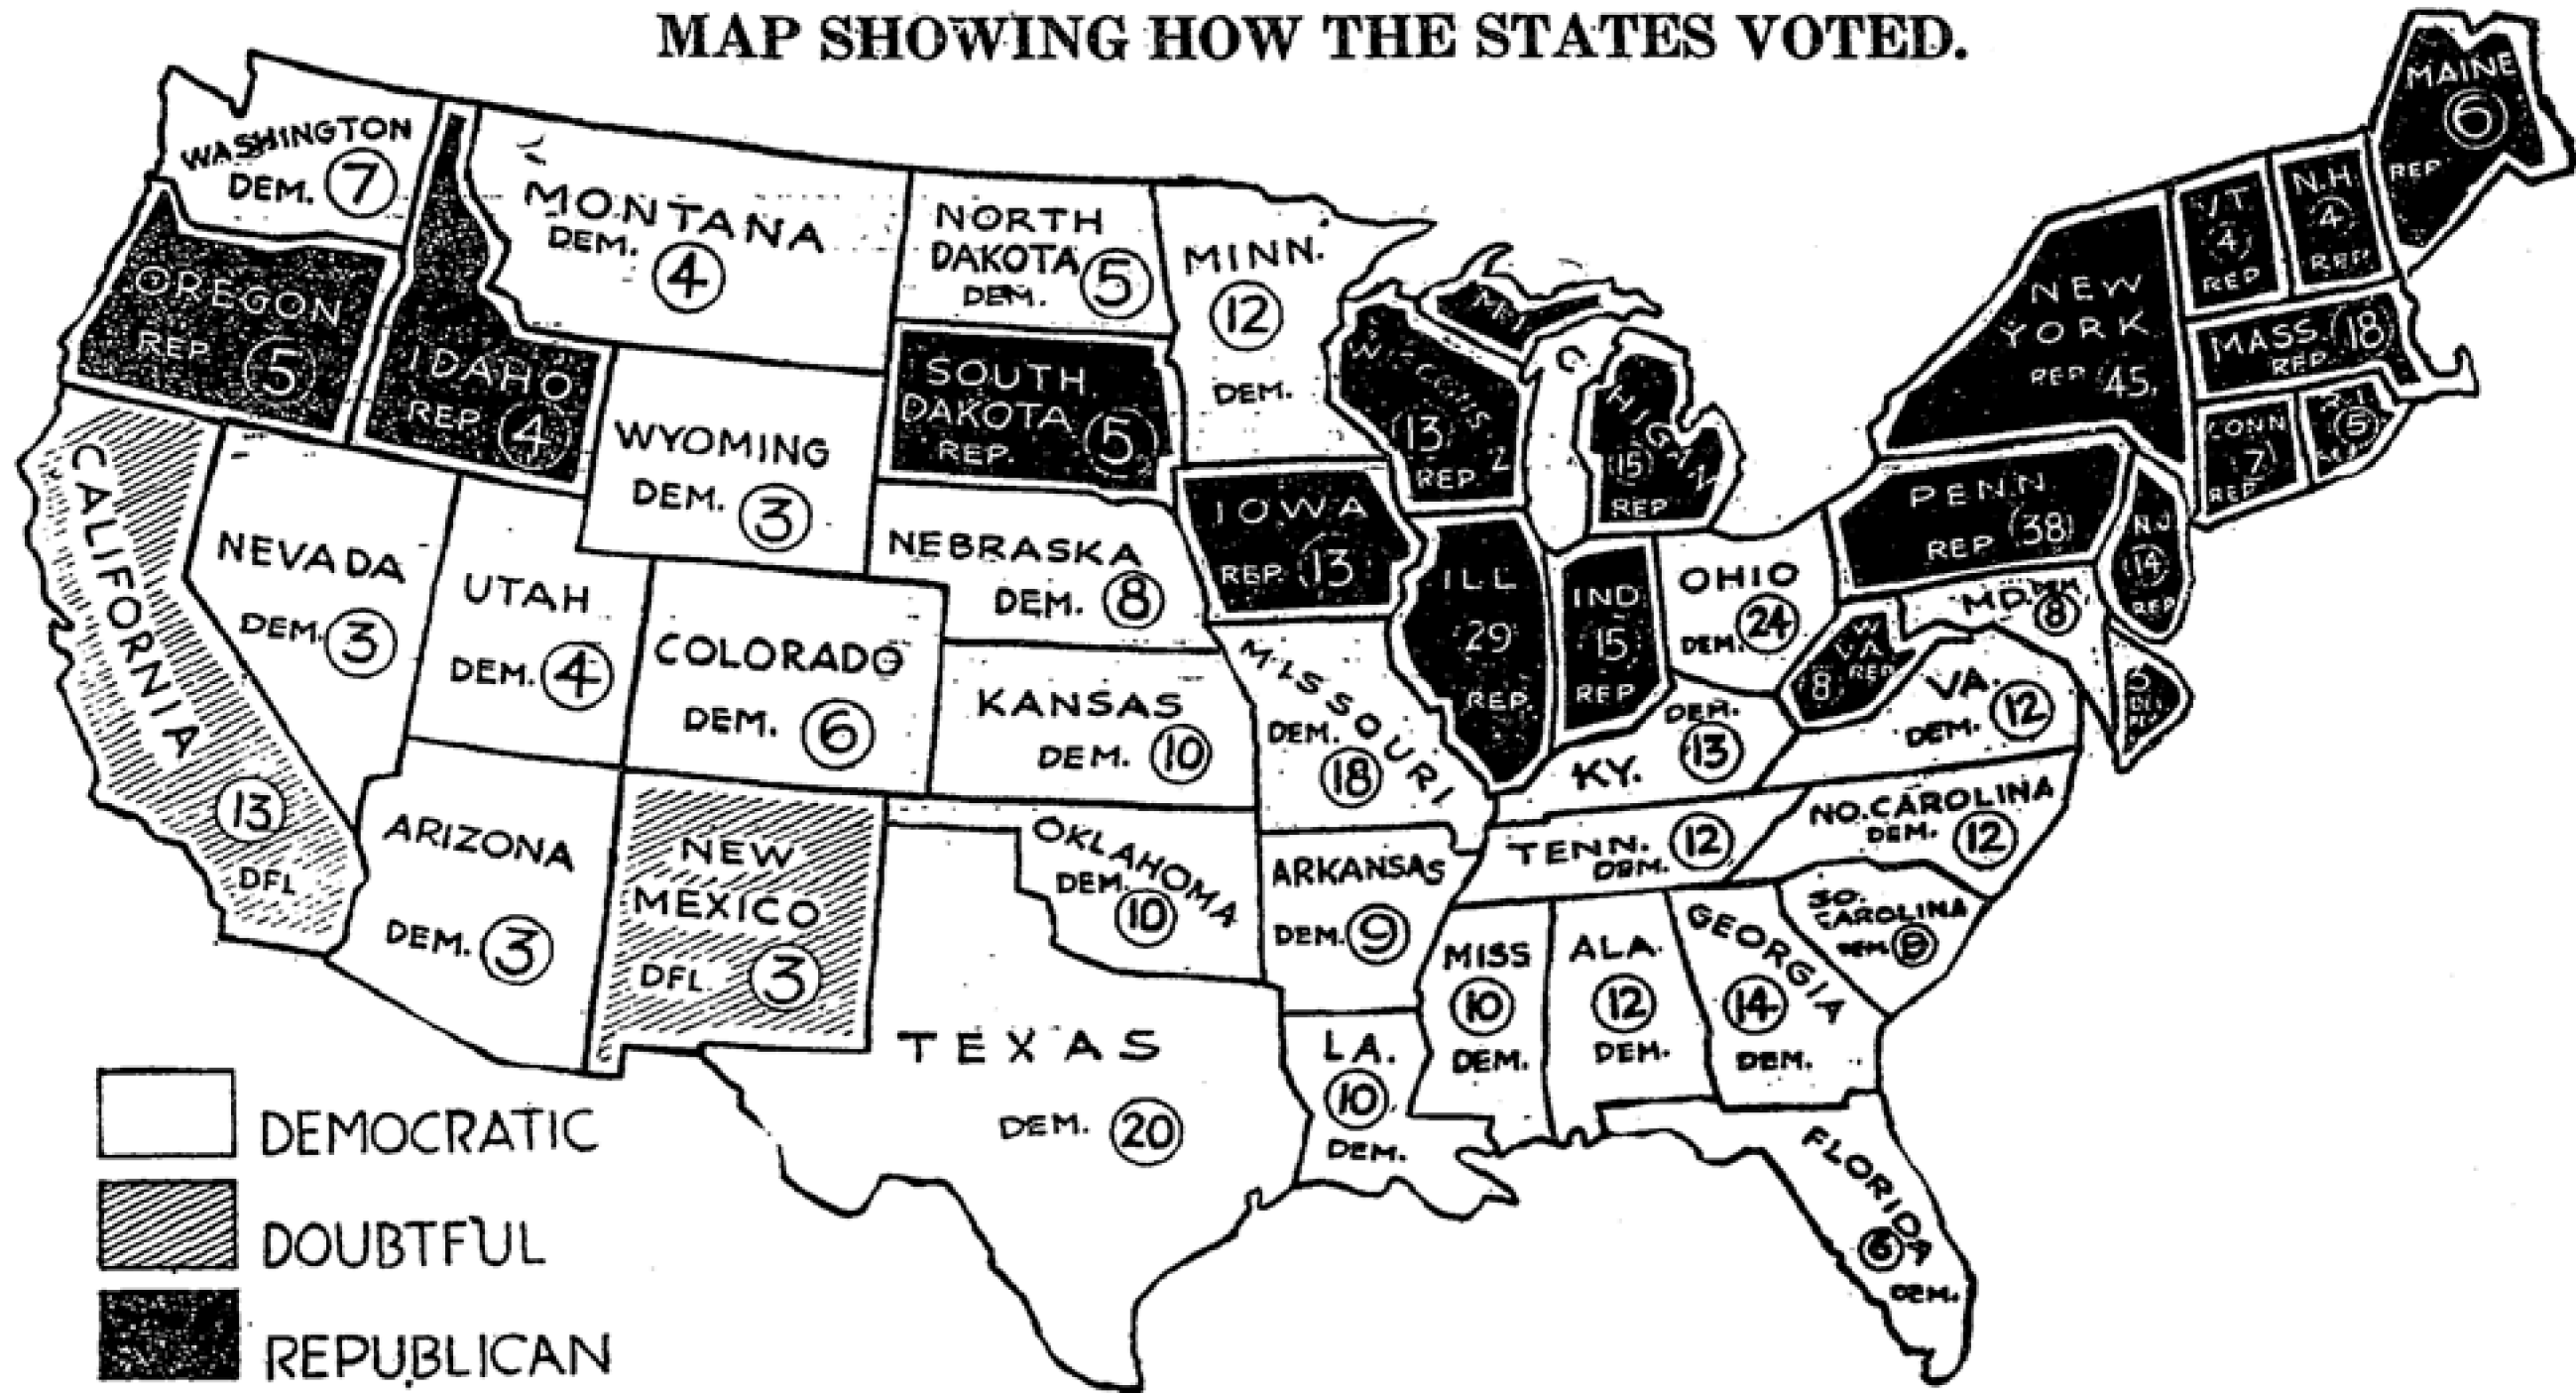 MAP SHOWING HOW THE STATES VOTED.
WASHINGTON
DEM. 7
OREGON
REP. 5
IDAHO
REP. 4
MONTANA
DEM. 4
NORTH
DAKOTA 5
DEM.
SOUTH
DAKOTA 5
REP.
MINN.
12
DEM.
WYOMING
DEM. 3
NEBRASKA
DEM. 8
IOWA
REP. 13
13
REP
MICHIGAN
15
REP
CALIFORNIA
13
DFL
NEVADA
DEM. 3
UTAH
DEM. 4
COLORADO
DEM. 6
KANSAS
DEM. 10
MISSOURI
DEM.
18
ILL
29
REP.
IND
15
REP
OHIO
DEM. 24
KY.
DEM.
13
W
VA
REP
8
VA.
DEM. 12
MD.
8
PENN
REP (38)
NEW
YORK
REP 45
N.J.
14
REP
MAINE
6
REP
VT
4
REP
N.H.
4
REP.
MASS. 18
REP.
CONN
7
REP
R.I.
5
ARIZONA
DEM. 3
NEW
MEXICO
DFL. 3
OKLAHOMA
DEM.
10
TEXAS
DEM. 20
ARKANSAS
DEM. 9
LA.
10
DEM.
TENN. 12
DEM.
NO. CAROLINA
DEM. 12
SO.
CAROLINA
DEM.
MISS
10
DEM.
ALA.
12
DEM.
GEORGIA
14
DEM.
FLORIDA
6
DEM.
DEMOCRATIC
DOUBTFUL
REPUBLICAN